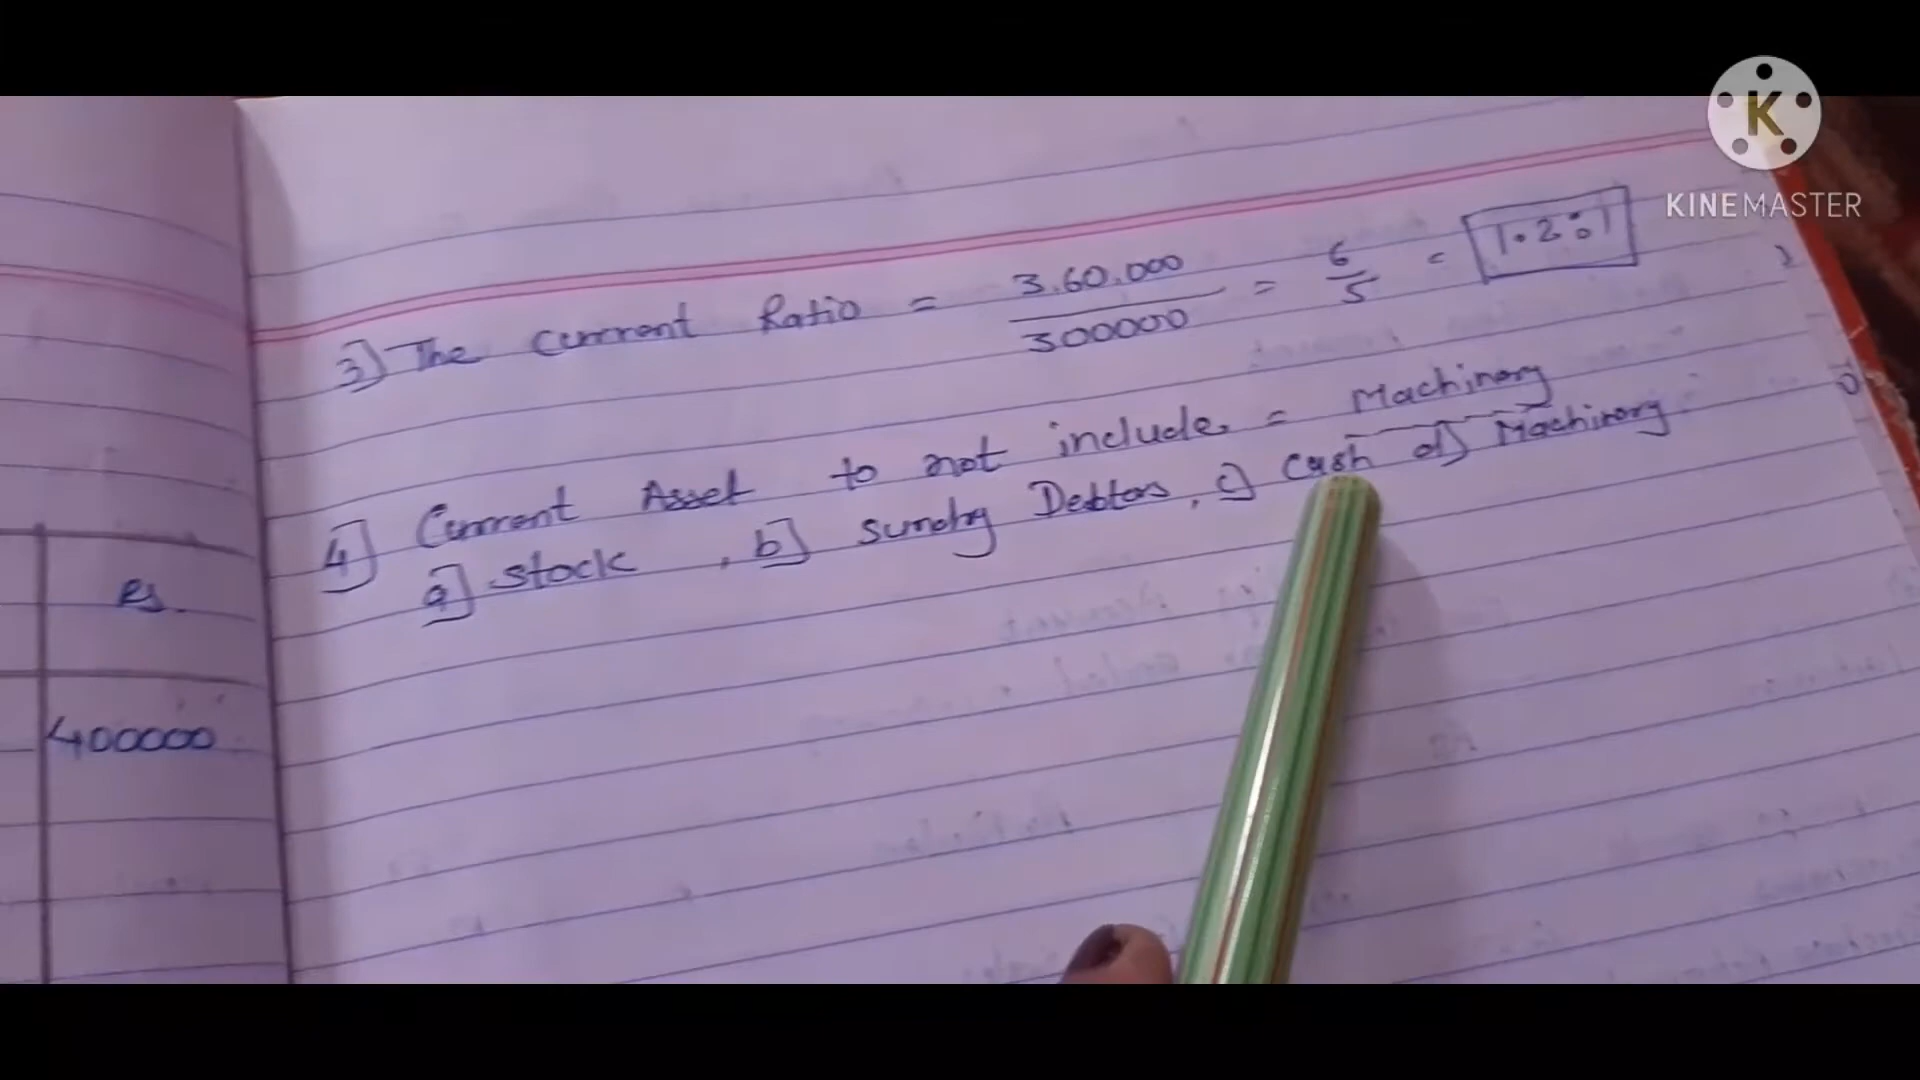 K
KINEMASTER
3] The current Ratio = 3.60.000 / 300000 = 6/5 = 1.2:1
4] Current Asset to not include = Machinery
a] stock, b] Sundry Debtors, c] Cash d] Machinery
Rs.
400000